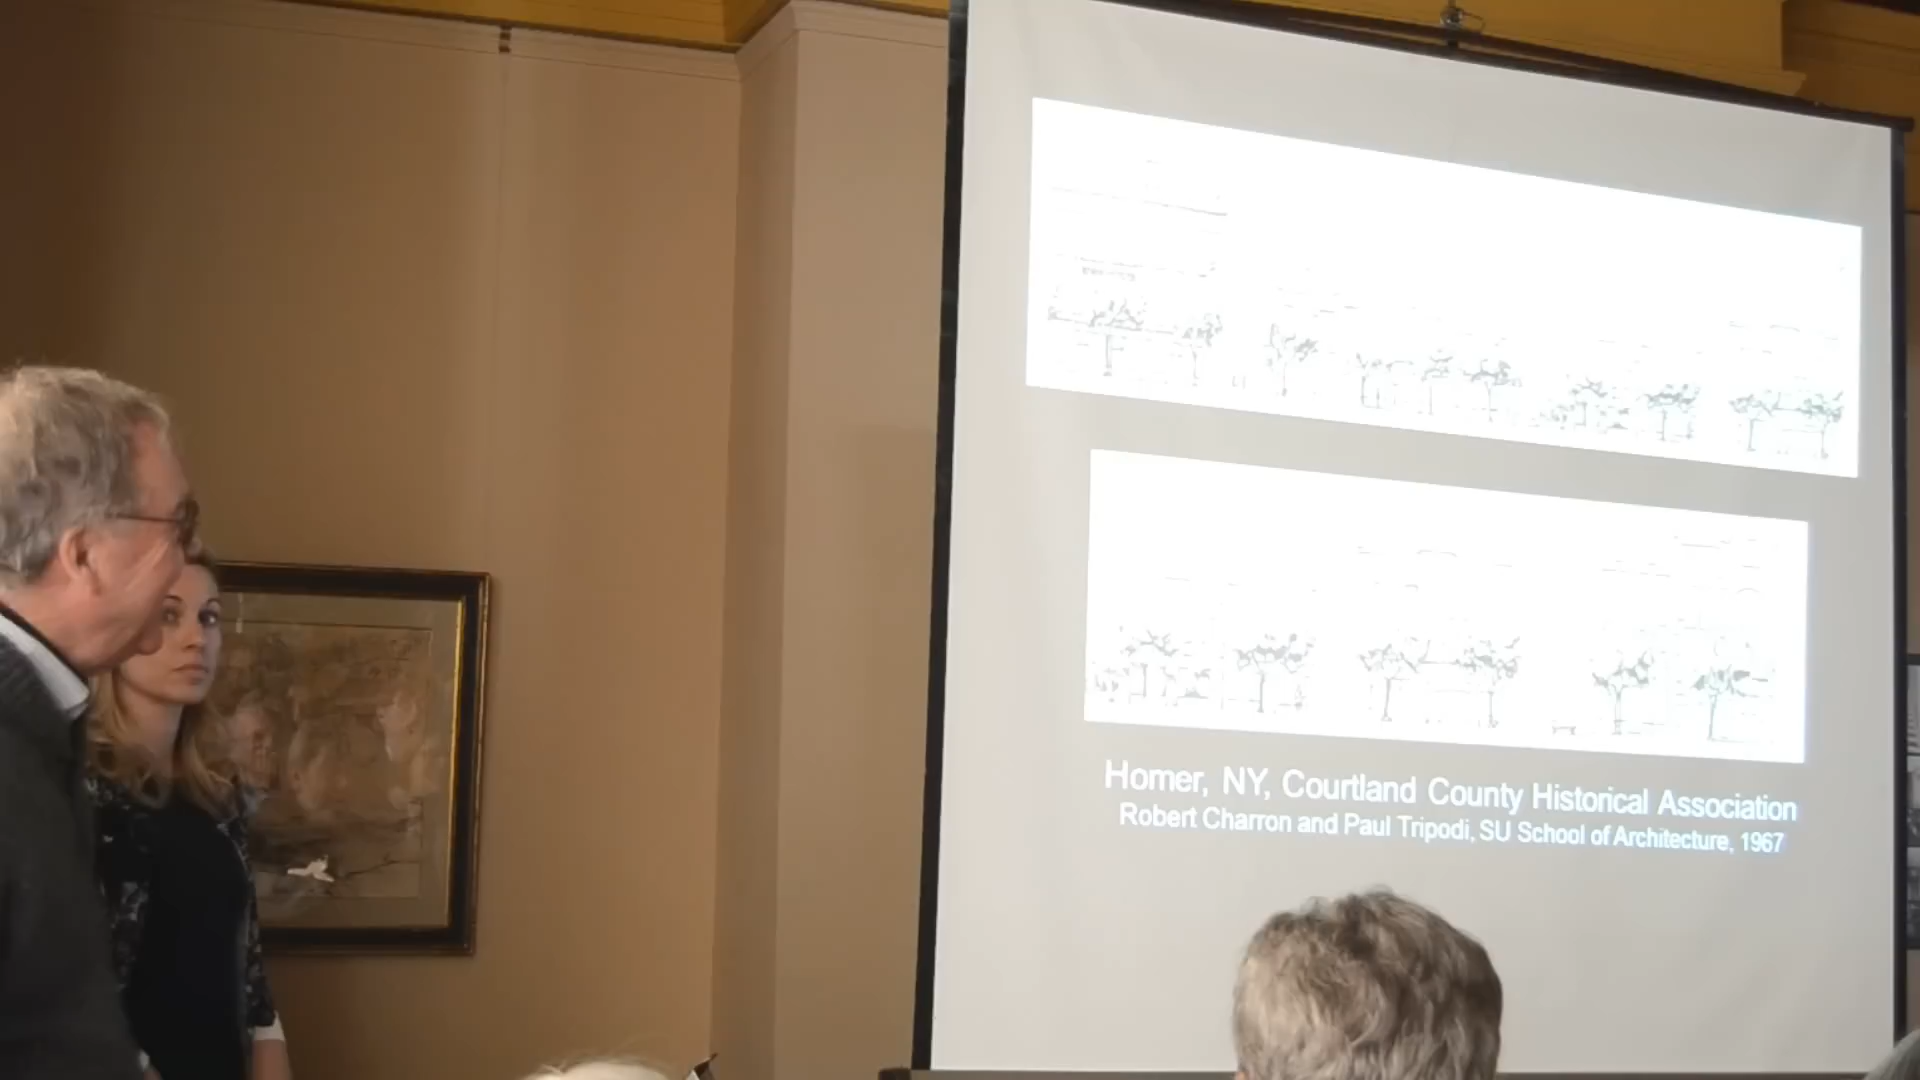 Homer, NY, Courtland County Historical Association
Robert Charron and Paul Tripodi, SU School of Architecture, 1967